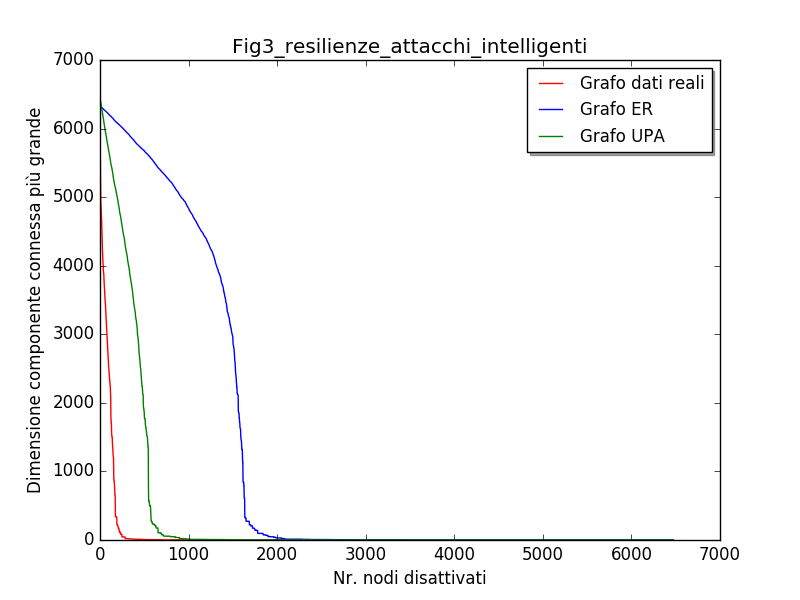 Fig3_resilienze_attacchi_intelligenti
7000
6000
5000
4000
3000
2000
1000
0
Dimensione componente connessa più grande
Grafo dati reali
Grafo ER
Grafo UPA
0 1000 2000 3000 4000 5000 6000 7000
Nr. nodi disattivati